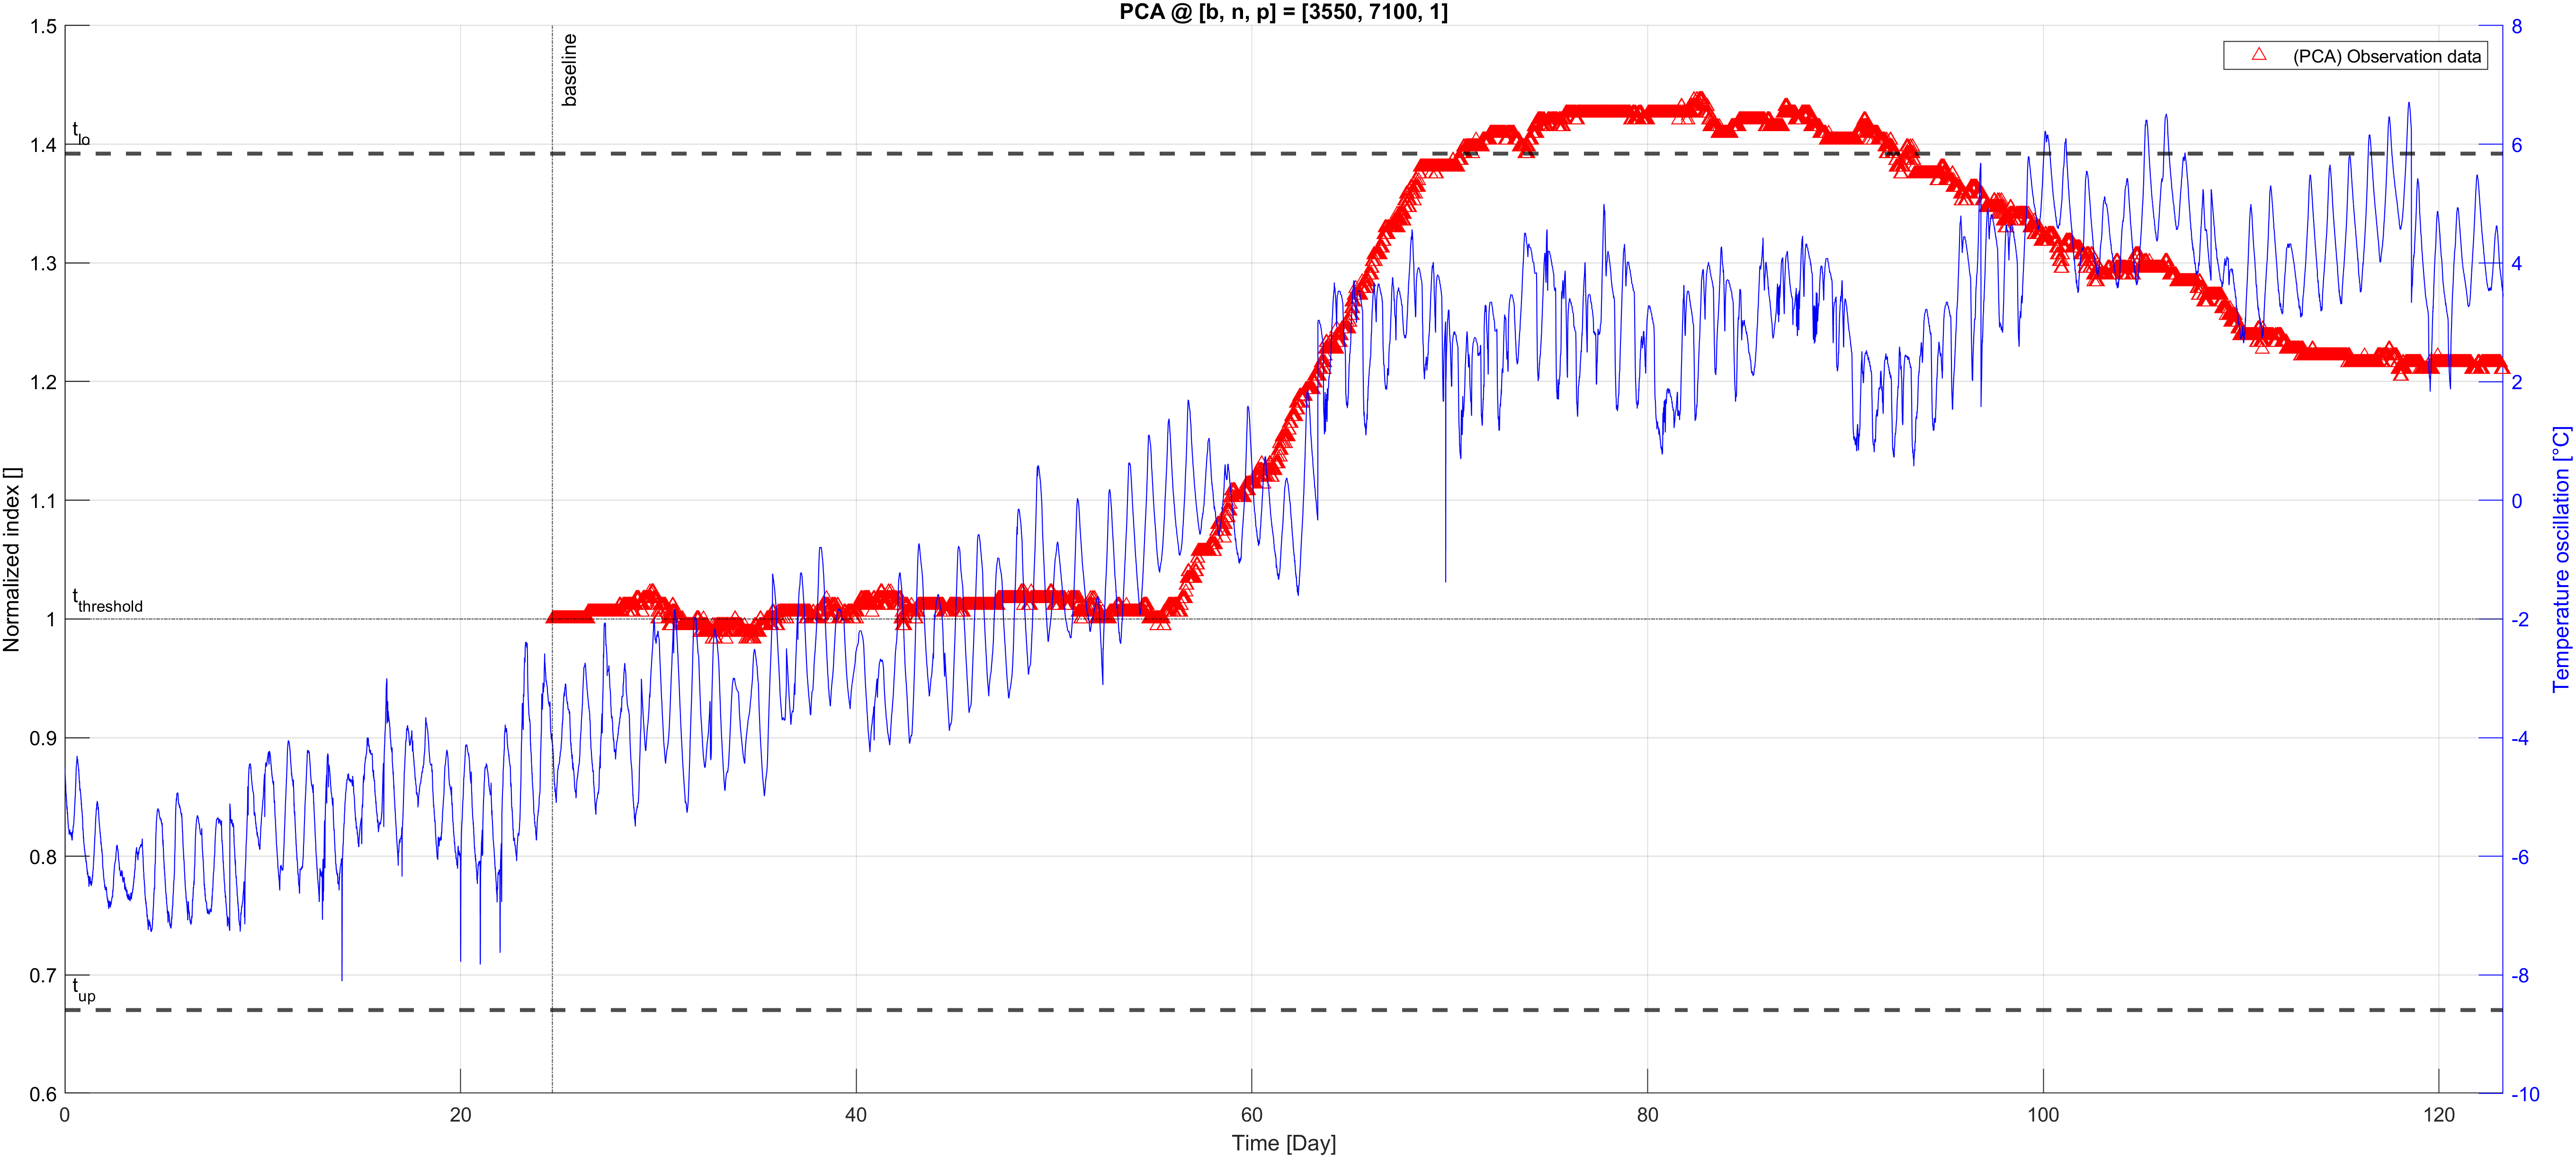 PCA @ [b, n, p] = [3550, 7100, 1]
1.5
1.4
1.3
1.2
1.1
1
0.9
0.8
0.7
0.6
Normalized index []
t_lo
t_threshold
t_up
baseline
(PCA) Observation data
8
6
4
2
0
-2
-4
-6
-8
-10
Temperature oscillation [°C]
0 20 40 60 80 100 120
Time [Day]